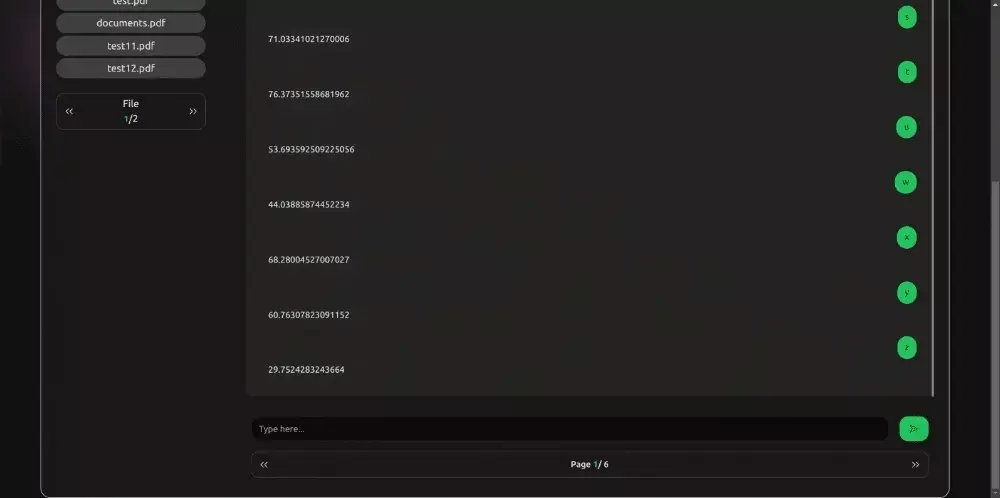 test.pdf
documents.pdf
test11.pdf
test12.pdf
<<
File
1/2
>>
s
71.03341021270006
t
76.37351558681962
u
53.693592509225056
w
44.03885874452234
x
68.28004527007027
y
60.76307823091152
z
29.7524283243664
Type here...
<< Page 1/ 6 >>